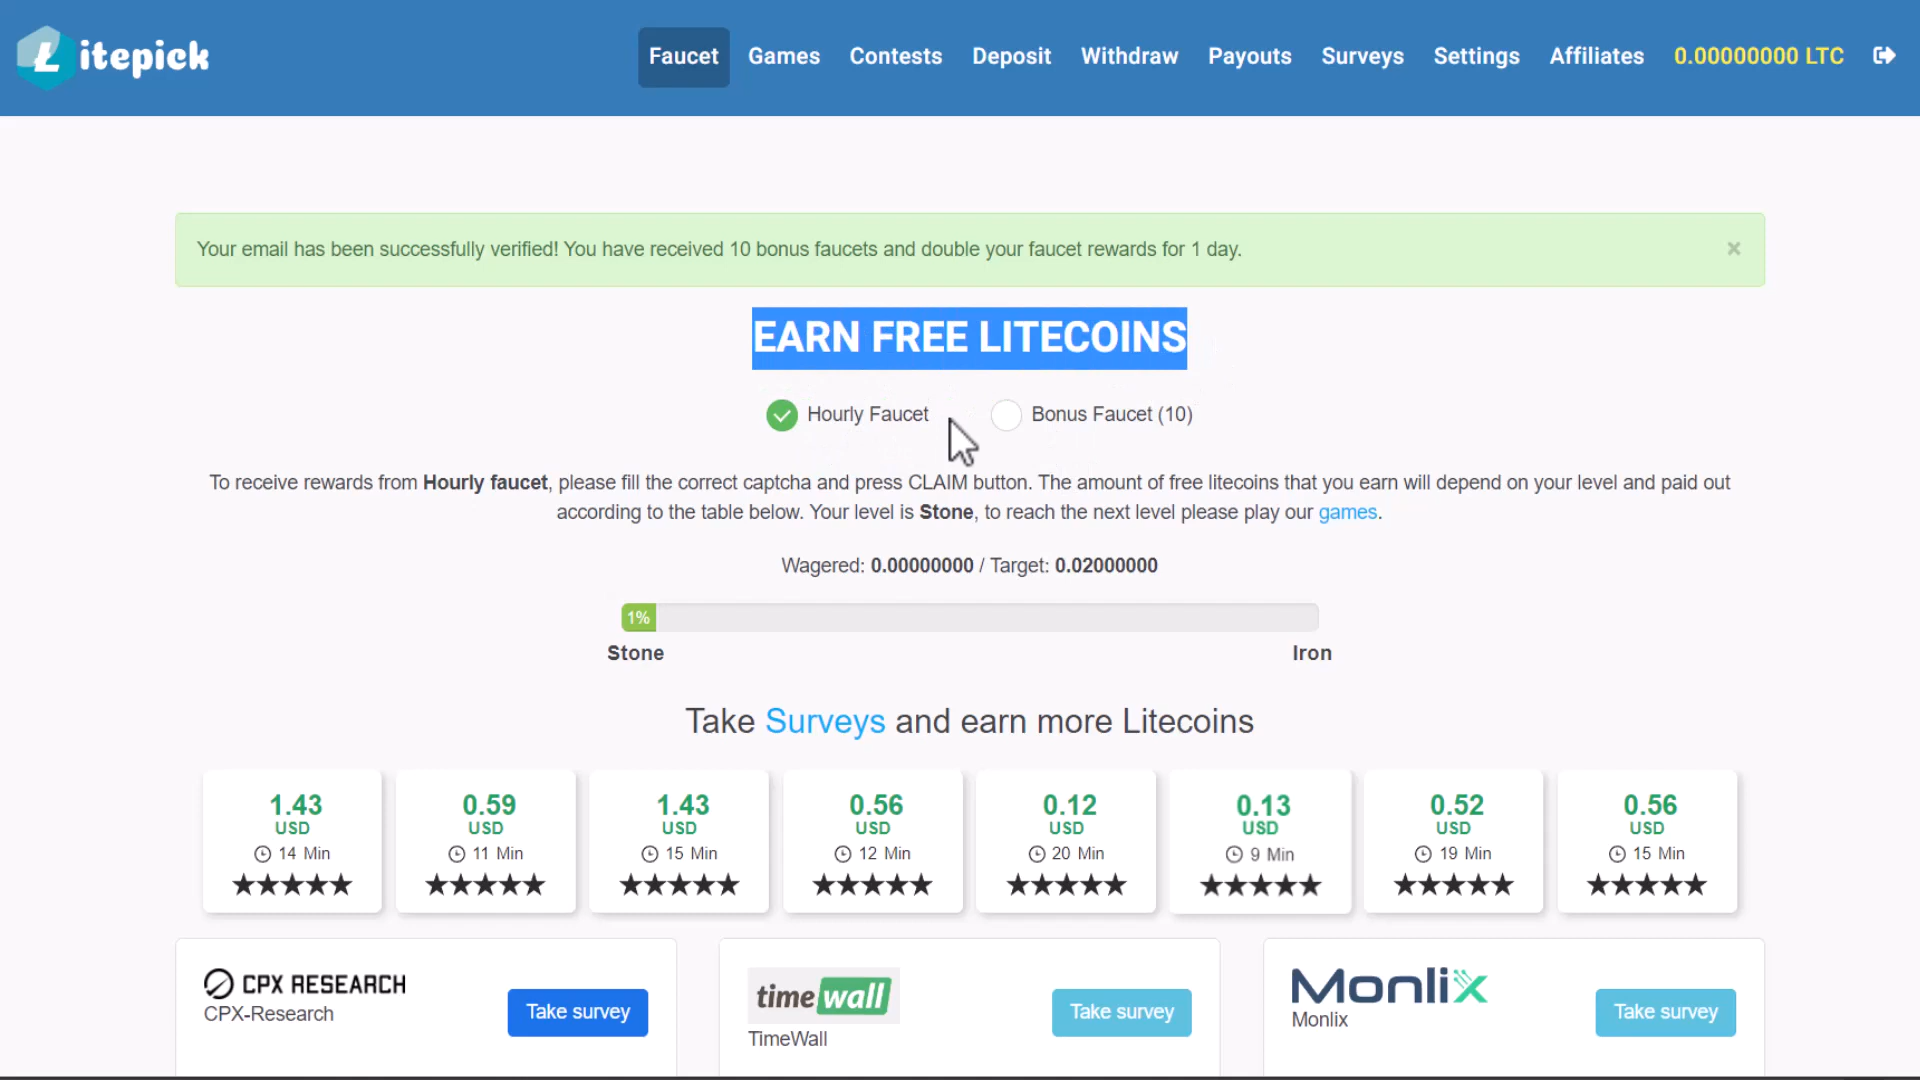 Litepick
Faucet Games Contests Deposit Withdraw Payouts Surveys Settings Affiliates 0.00000000 LTC
Your email has been successfully verified! You have received 10 bonus faucets and double your faucet rewards for 1 day. ×
EARN FREE LITECOINS
Hourly Faucet Bonus Faucet (10)
To receive rewards from Hourly faucet, please fill the correct captcha and press CLAIM button. The amount of free litecoins that you earn will depend on your level and paid out
according to the table below. Your level is Stone, to reach the next level please play our games.
Wagered: 0.00000000 / Target: 0.02000000
1%
Stone Iron
Take Surveys and earn more Litecoins
1.43 0.59 1.43 0.56 0.12 0.13 0.52 0.56
USD USD USD USD USD USD USD USD
14 Min 11 Min 15 Min 12 Min 20 Min 9 Min 19 Min 15 Min
CPX RESEARCH
CPX-Research
Take survey
timewall
TimeWall
Take survey
Monlix
Monlix
Take survey